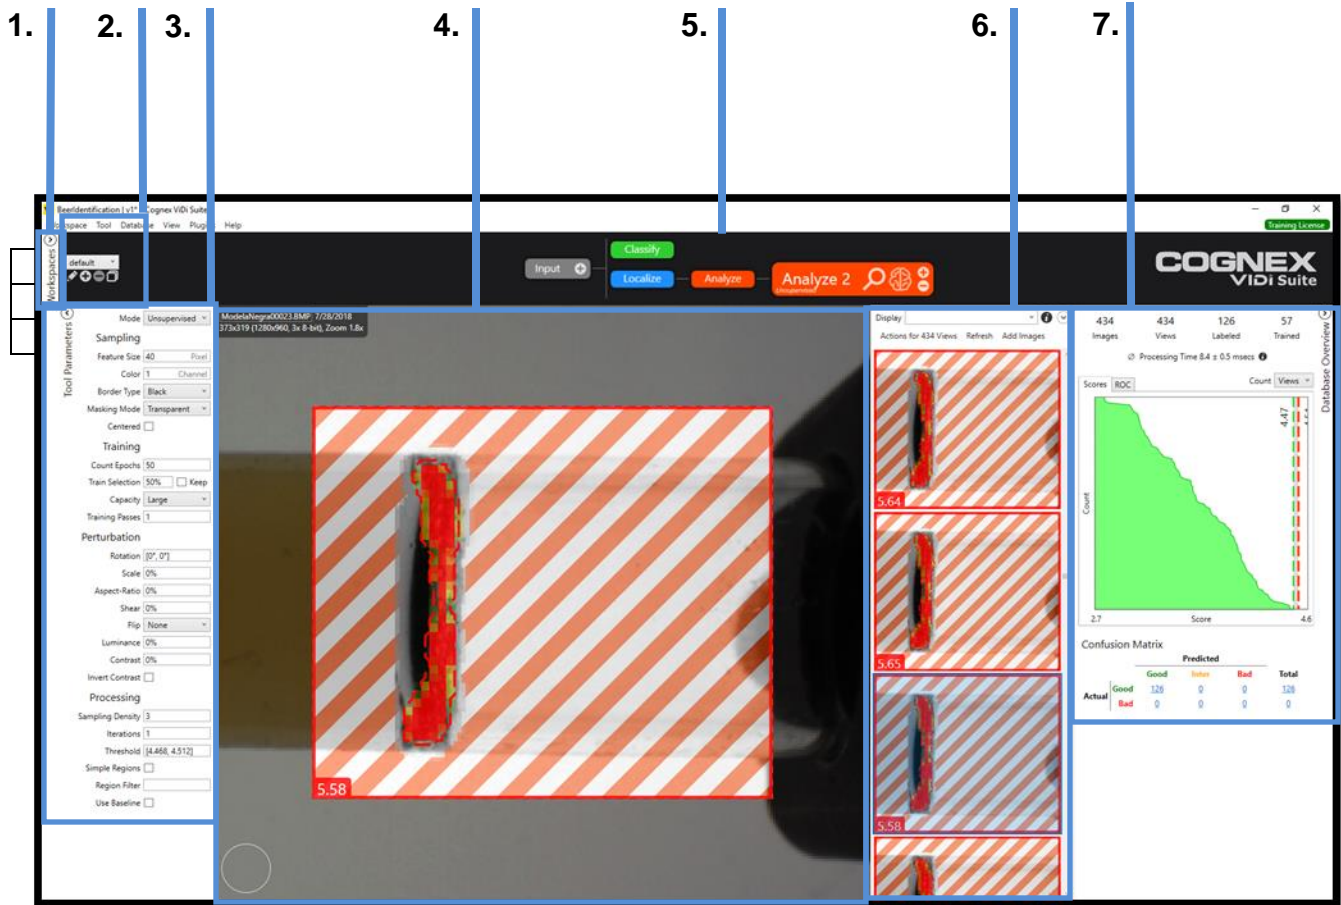 1.
2.
3.
4.
5.
6.
7.
BeerIdentification | v1* Cognex ViDi Suite
space Tool Database View Plugin Help
Training License
Workspaces
default
Input
Classify
Localize
Analyze
Analyze 2
COGNEX
ViDi Suite
Tool Parameters
Mode Unsupervised
Sampling
Feature Size 40 Pixel
Color 1 Channel
Border Type Black
Masking Mode Transparent
Centered
Training
Count Epochs 50
Train Selection 50% Keep
Capacity Large
Training Passes 1
Perturbation
Rotation [0°, 0°]
Scale 0%
Aspect-Ratio 0%
Shear 0%
Flip None
Luminance 0%
Contrast 0%
Invert Contrast
Processing
Sampling Density 3
Iterations 1
Threshold [4.468, 4.512]
Simple Regions
Region Filter
Use Baseline
ModelaNegra00023.BMP, 7/28/2018
373x319 (1280x960, 3x 8-bit), Zoom 1.8x
5.58
Display
Actions for 434 Views Refresh Add Images
5.64
5.65
5.58
434 434 126 57
Images Views Labeled Trained
Ø Processing Time 8.4 ± 0.5 msecs
Database Overview
Scores ROC Count Views
4.47
Count
2.7 Score 4.6
Confusion Matrix
Predicted
Good Inter Bad Total
Actual Good 126 0 0 126
Bad 0 0 0 0